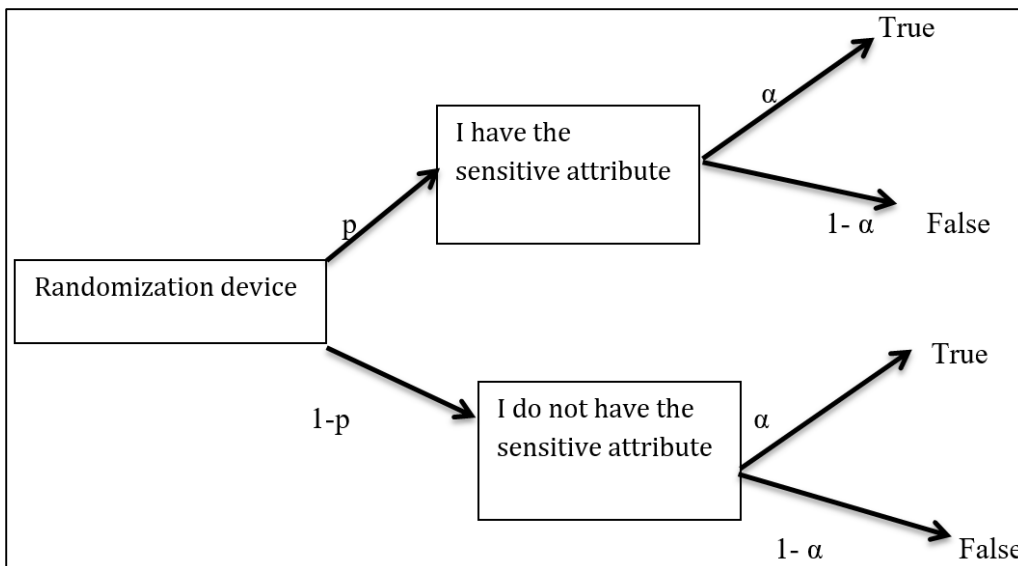 True
α
I have the
sensitive attribute
1- α
False
p
Randomization device
True
1-p
I do not have the
sensitive attribute
α
1- α
False